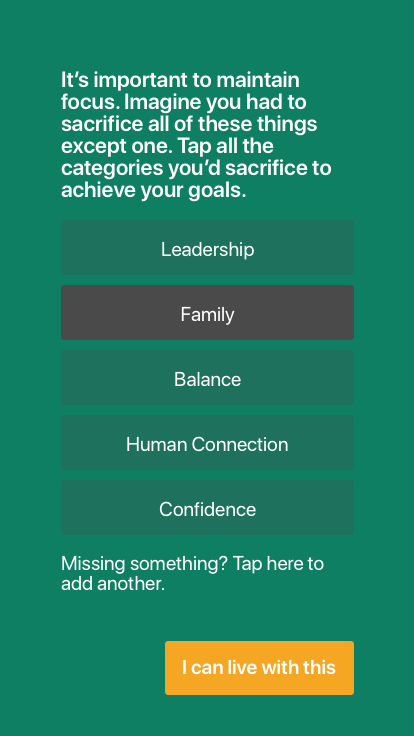 It’s important to maintain
focus. Imagine you had to
sacrifice all of these things
except one. Tap all the
categories you’d sacrifice to
achieve your goals.
Leadership
Family
Balance
Human Connection
Confidence
Missing something? Tap here to
add another.
I can live with this